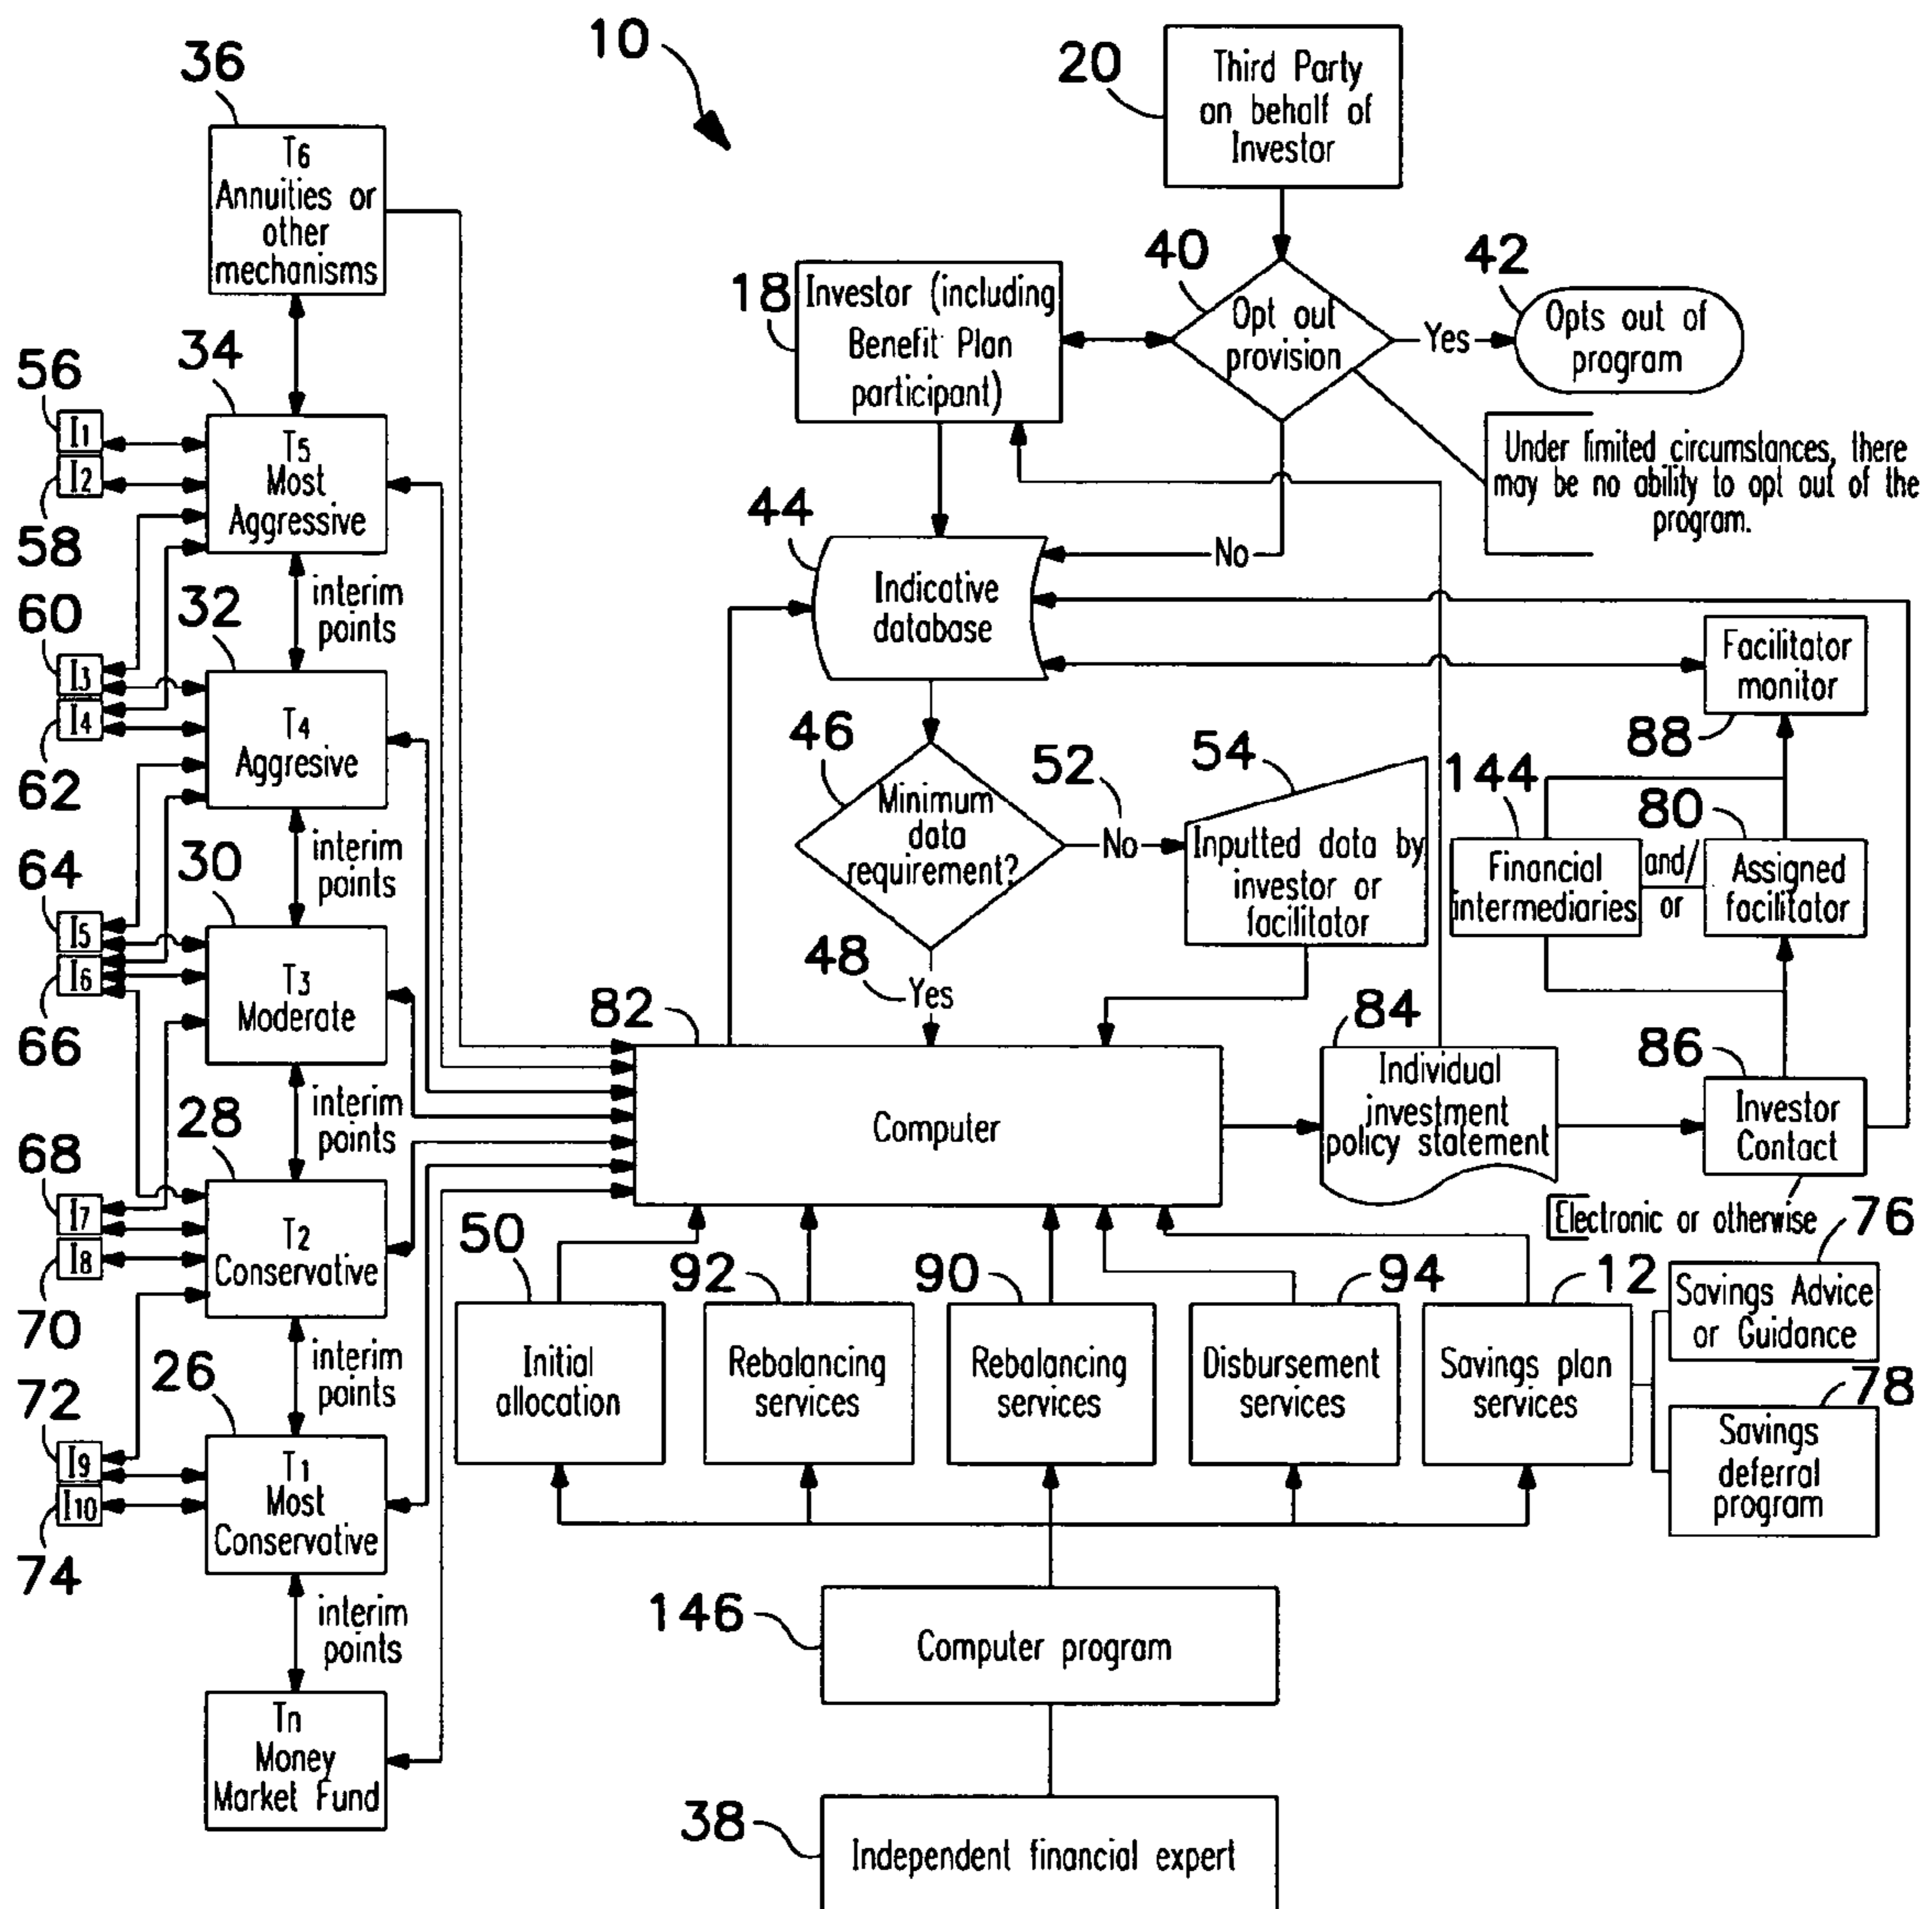 10
20
Third Party
on behalf of
Investor
36
T6
Annuities or
other
mechanisms
40
Opt out
provision
Yes
42
Opts out of
program
18
Investor (including
Benefit Plan
participant)
Under limited circumstances, there
may be no ability to opt out of the
program.
34
T5
Most
Aggressive
56
I1
I2
58
44
Indicative
database
No
interim
points
32
T4
Aggresive
60
I3
I4
62
Facilitator
monitor
88
46
Minimum
data
requirement?
52
No
54
Inputted data by
investor or
facilitator
48
Yes
144
Financial
intermediaries
and/
or
80
Assigned
facilitator
interim
points
30
T3
Moderate
64
I5
I6
66
82
Computer
84
Individual
investment
policy statement
86
Investor
Contact
Electronic or otherwise
interim
points
28
T2
Conservative
68
I7
I8
70
50
Initial
allocation
92
Rebalancing
services
90
Rebalancing
services
94
Disbursement
services
12
Savings plan
services
76
Savings Advice
or Guidance
78
Savings
deferral
program
interim
points
26
T1
Most
Conservative
72
I9
I10
74
interim
points
Tn
Money
Market Fund
146
Computer program
38
Independent financial expert